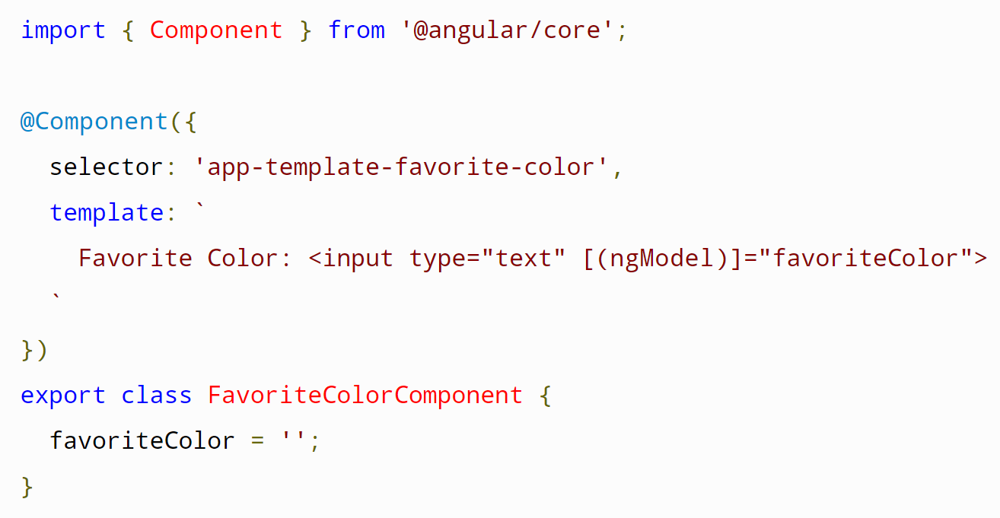 import { Component } from '@angular/core';
@Component({
selector: 'app-template-favorite-color',
template: `
Favorite Color: <input type="text" [(ngModel)]="favoriteColor">
`
})
export class FavoriteColorComponent {
favoriteColor = '';
}